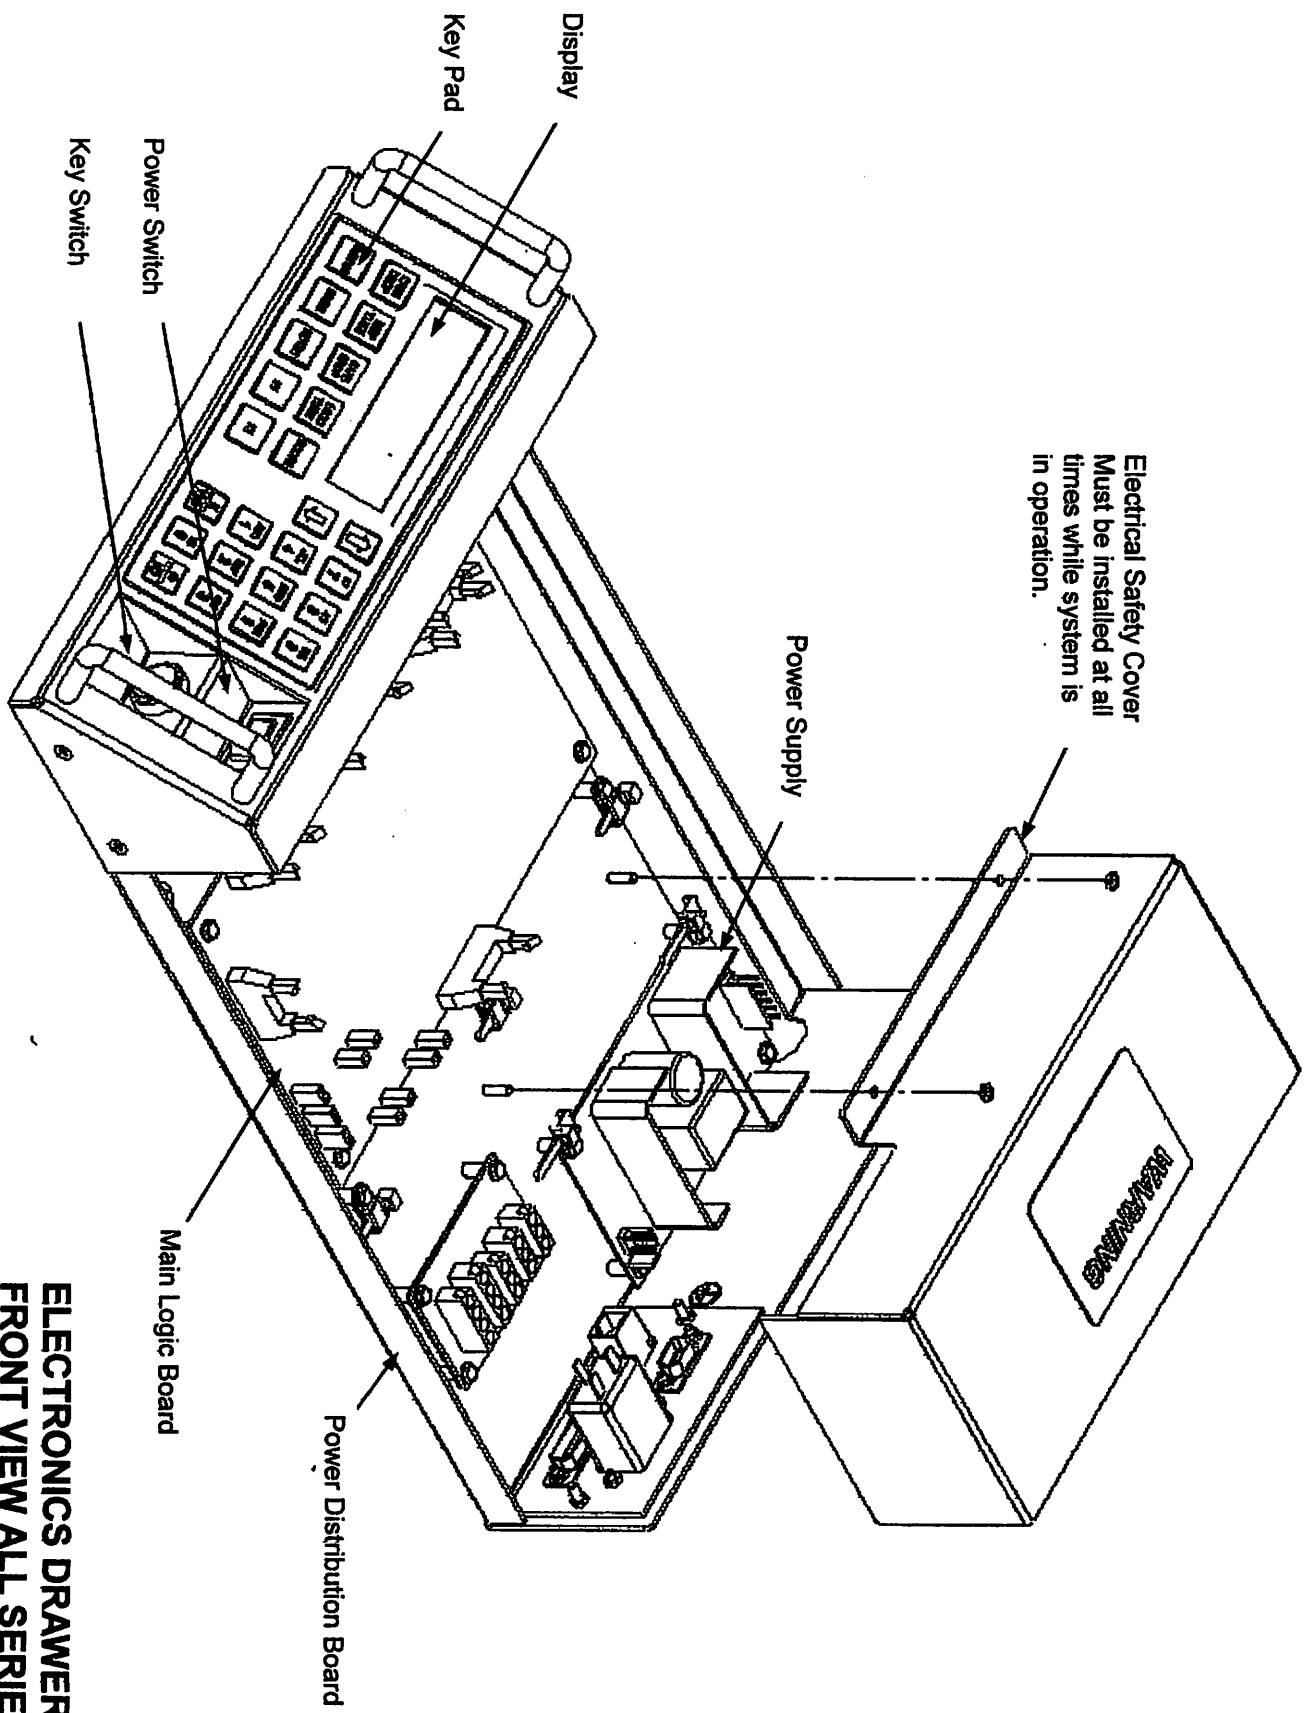 Display
Key Pad
Power Switch
Key Switch
Electrical Safety Cover
Must be installed at all
times while system is
in operation.
Power Supply
WARNING
Main Logic Board
Power Distribution Board
ELECTRONICS DRAWER
FRONT VIEW ALL SERIE